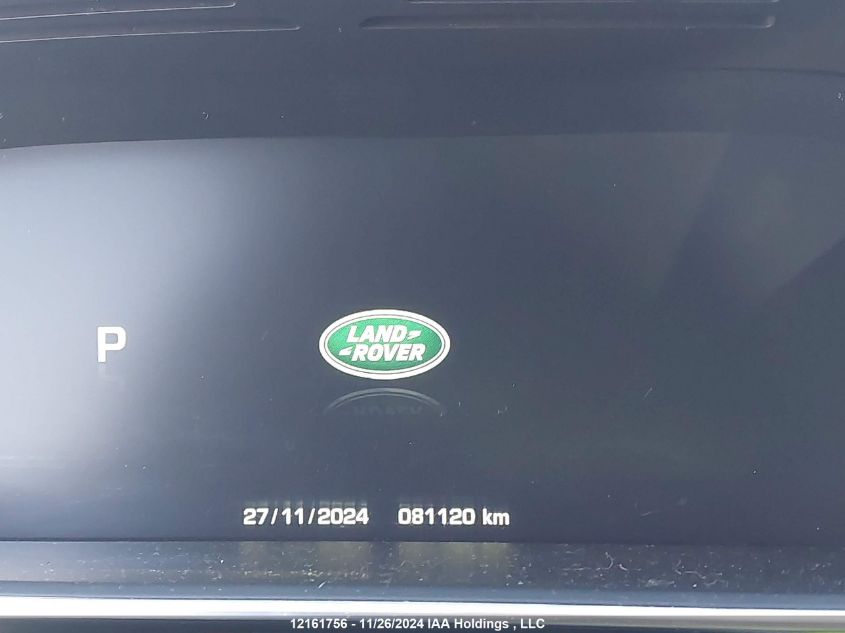 P
LAND
ROVER
27/11/2024 081120 km
12161756 - 11/26/2024 IAA Holdings , LLC